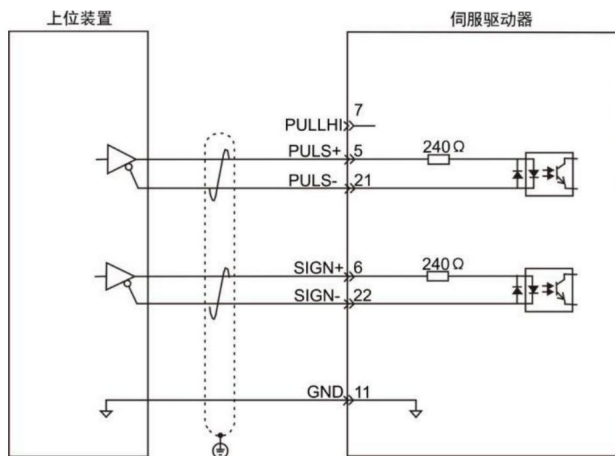 上位装置
伺服驱动器
7
PULLHI
PULS+ 5 240Ω
PULS- 21
SIGN+ 6 240Ω
SIGN- 22
GND 11